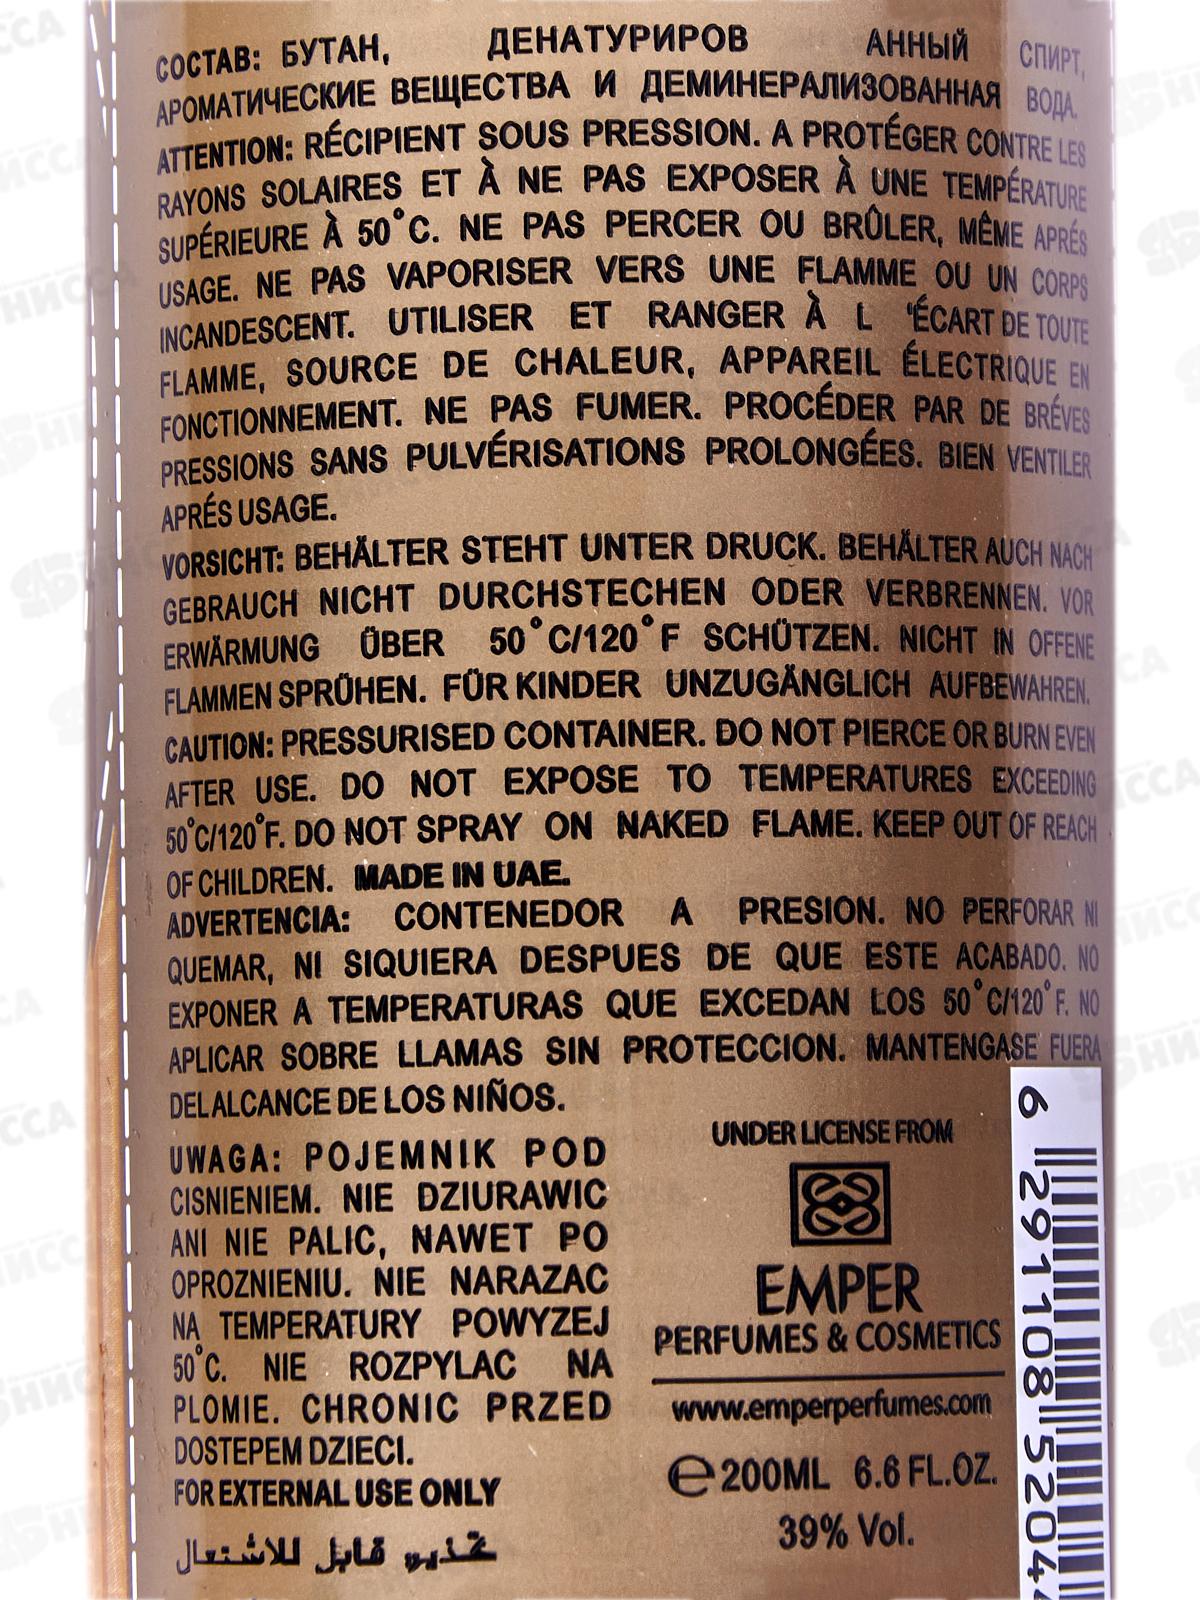 СОСТАВ: БУТАН, ДЕНАТУРИРОВ АННЫЙ СПИРТ,
АРОМАТИЧЕСКИЕ ВЕЩЕСТВА И ДЕМИНЕРАЛИЗОВАННАЯ ВОДА.
ATTENTION: RÉCIPIENT SOUS PRESSION. A PROTÉGER CONTRE LES
RAYONS SOLAIRES ET À NE PAS EXPOSER À UNE TEMPÉRATURE
SUPÉRIEURE À 50°C. NE PAS PERCER OU BRÛLER, MÊME APRÉS
USAGE. NE PAS VAPORISER VERS UNE FLAMME OU UN CORPS
INCANDESCENT. UTILISER ET RANGER À L 'ÉCART DE TOUTE
FLAMME, SOURCE DE CHALEUR, APPAREIL ÉLECTRIQUE EN
FONCTIONNEMENT. NE PAS FUMER. PROCÉDER PAR DE BRÉVES
PRESSIONS SANS PULVÉRISATIONS PROLONGÉES. BIEN VENTILER
APRÉS USAGE.
VORSICHT: BEHÄLTER STEHT UNTER DRUCK. BEHÄLTER AUCH NACH
GEBRAUCH NICHT DURCHSTECHEN ODER VERBRENNEN. VOR
ERWÄRMUNG ÜBER 50°C/120°F SCHÜTZEN. NICHT IN OFFENE
FLAMMEN SPRÜHEN. FÜR KINDER UNZUGÄNGLICH AUFBEWAHREN.
CAUTION: PRESSURISED CONTAINER. DO NOT PIERCE OR BURN EVEN
AFTER USE. DO NOT EXPOSE TO TEMPERATURES EXCEEDING
50°C/120°F. DO NOT SPRAY ON NAKED FLAME. KEEP OUT OF REACH
OF CHILDREN. MADE IN UAE.
ADVERTENCIA: CONTENEDOR A PRESION. NO PERFORAR NI
QUEMAR, NI SIQUIERA DESPUES DE QUE ESTE ACABADO. NO
EXPONER A TEMPERATURAS QUE EXCEDAN LOS 50°C/120°F. NO
APLICAR SOBRE LLAMAS SIN PROTECCION. MANTENGASE FUERA
DEL ALCANCE DE LOS NIÑOS.
UWAGA: POJEMNIK POD
CISNIENIEM. NIE DZIURAWIC
ANI NIE PALIC, NAWET PO
OPROZNIENIU. NIE NARAZAC
NA TEMPERATURY POWYZEJ
50°C. NIE ROZPYLAC NA
PLOMIE. CHRONIC PRZED
DOSTEPEM DZIECI.
FOR EXTERNAL USE ONLY
تحذير قابل للاشتعال
UNDER LICENSE FROM
EMPER
PERFUMES & COSMETICS
www.emperperfumes.com
e 200ML 6.6 FL.OZ.
39% Vol.
6 291108 52044